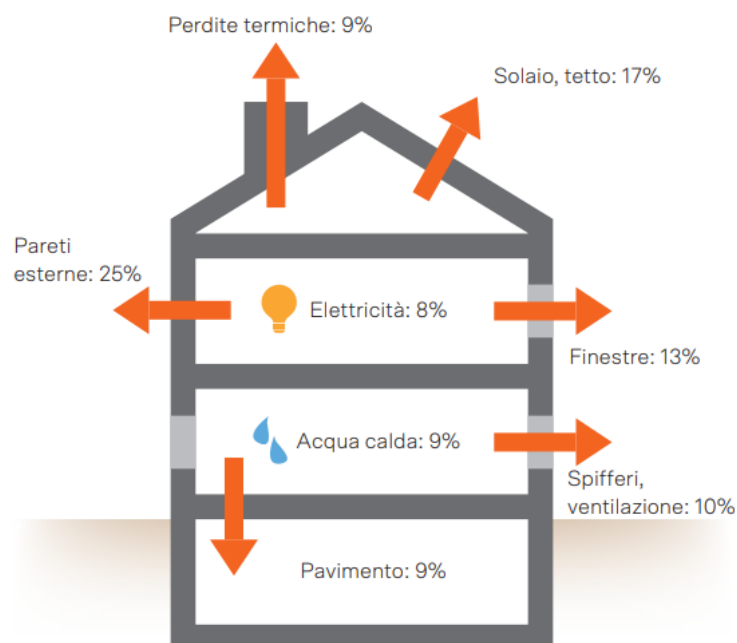 Perdite termiche: 9%
Solaio, tetto: 17%
Pareti
esterne: 25%
Elettricità: 8%
Finestre: 13%
Acqua calda: 9%
Spifferi,
ventilazione: 10%
Pavimento: 9%